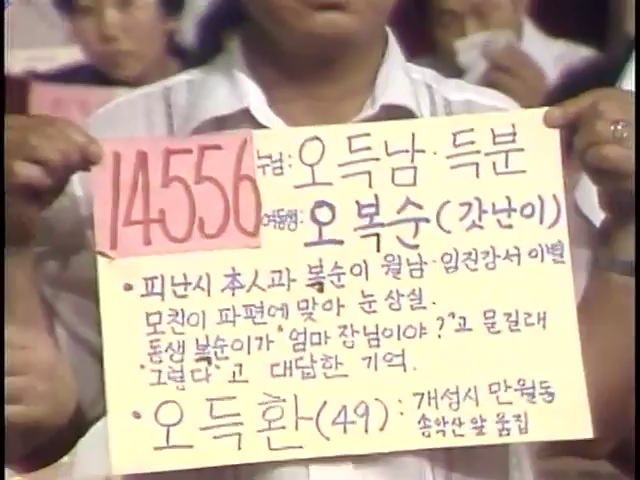 14556
누님: 오득남·득분
여동생: 오복순(갓난이)
• 피난시 本人과 복순이 월남·임진강서 이별
모친이 파편에 맞아 눈 상실.
동생 복순이가 "엄마 장님이야?"고 물길래
"그렇다"고 대답한 기억.
• 오득환(49): 개성시 만월동
송악산 앞 움집